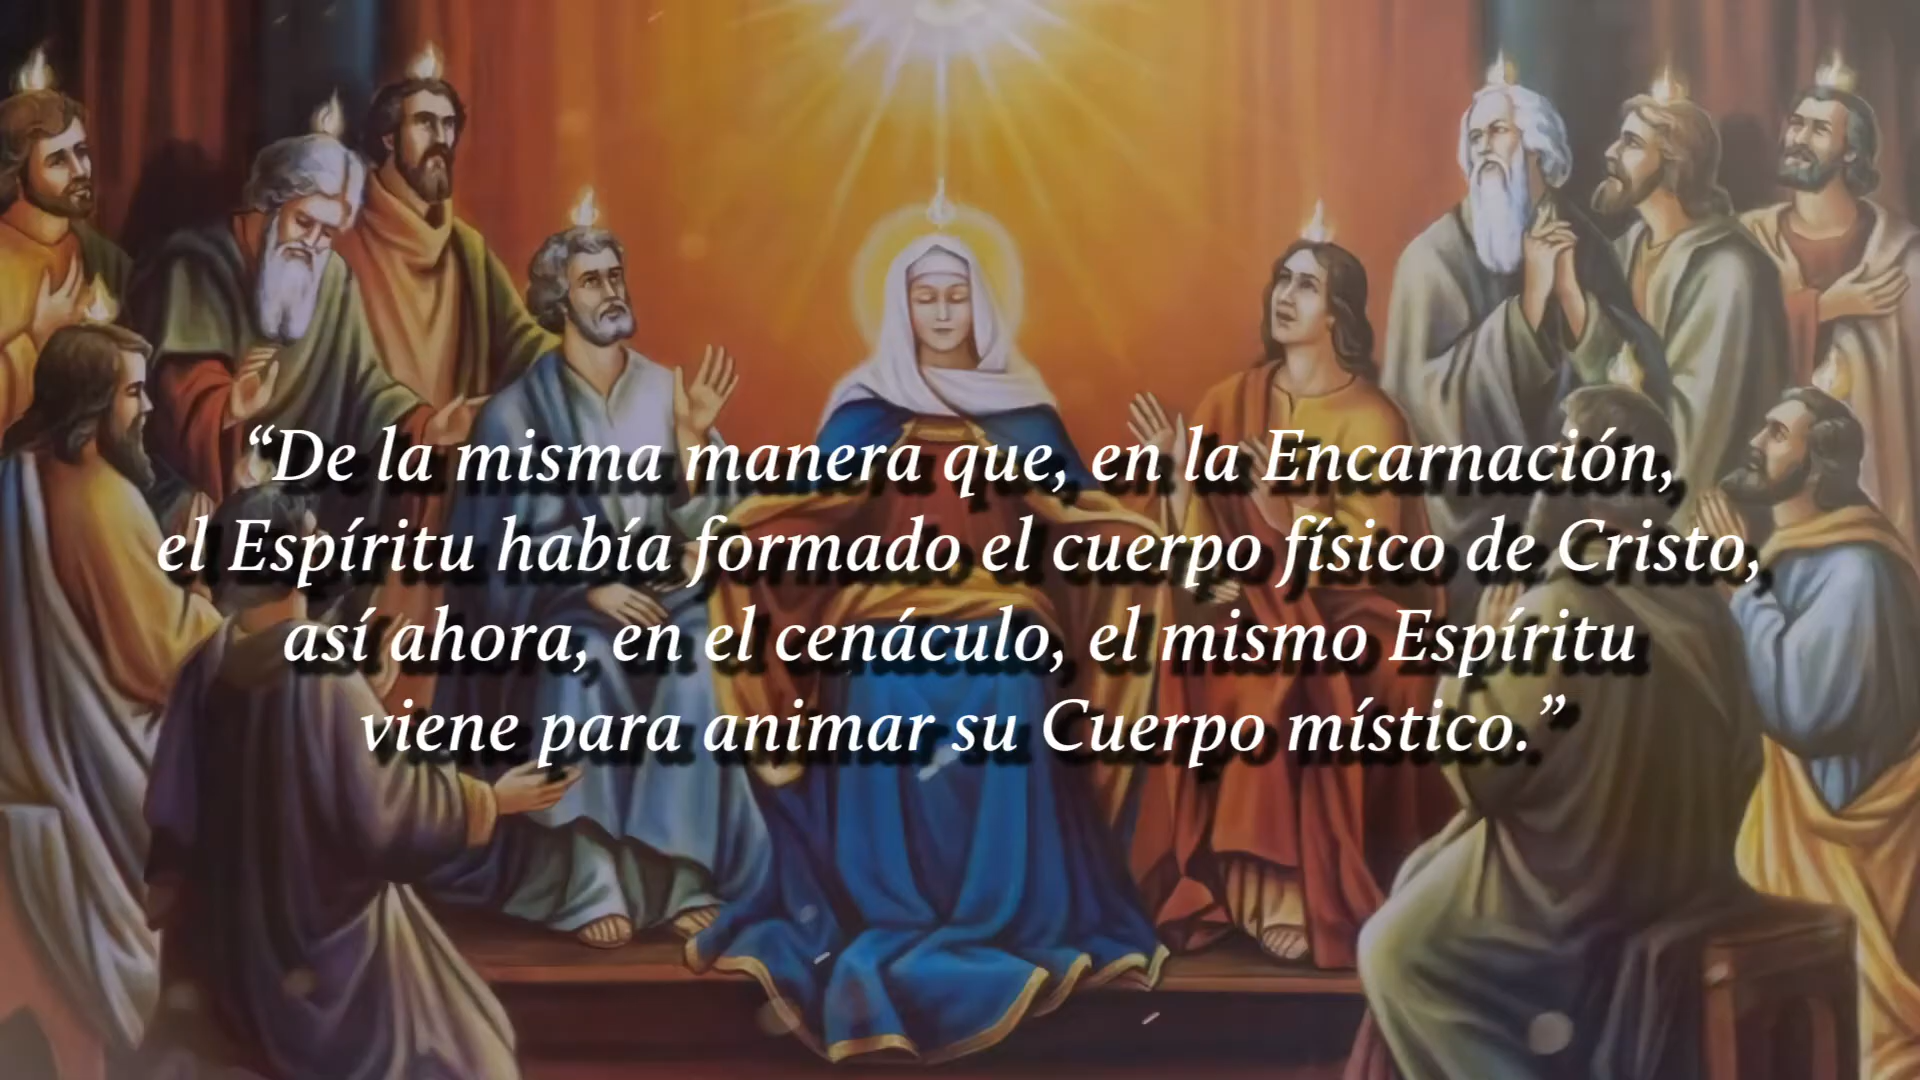 “De la misma manera que, en la Encarnación,
el Espíritu había formado el cuerpo físico de Cristo,
así ahora, en el cenáculo, el mismo Espíritu
viene para animar su Cuerpo místico.”